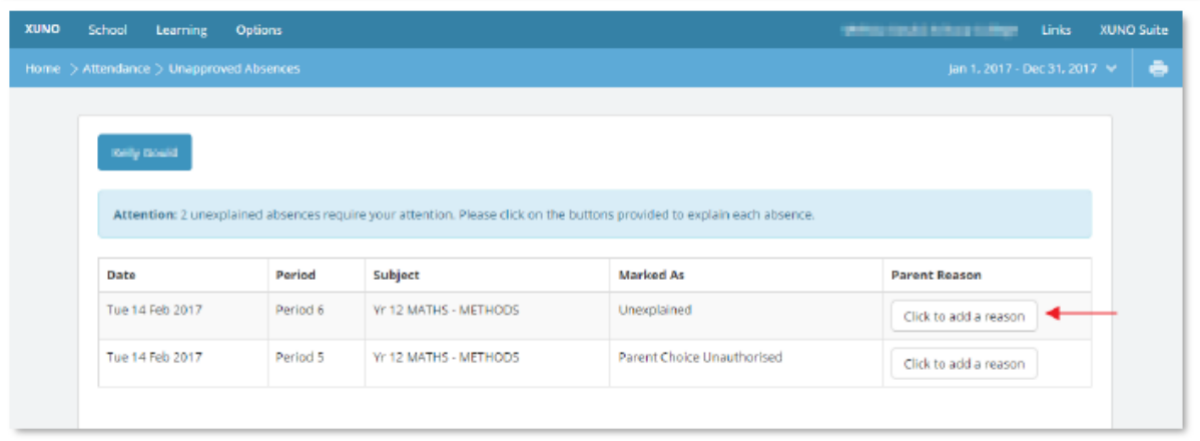 XUNO School Learning Options Links XUNO Suite
Home > Attendance > Unapproved Absences Jan 1, 2017 - Dec 31, 2017
Attention: 2 unexplained absences require your attention. Please click on the buttons provided to explain each absence.
Date Period Subject Marked As Parent Reason
Tue 14 Feb 2017 Period 6 Yr 12 MATHS - METHODS Unexplained Click to add a reason
Tue 14 Feb 2017 Period 5 Yr 12 MATHS - METHODS Parent Choice Unauthorised Click to add a reason